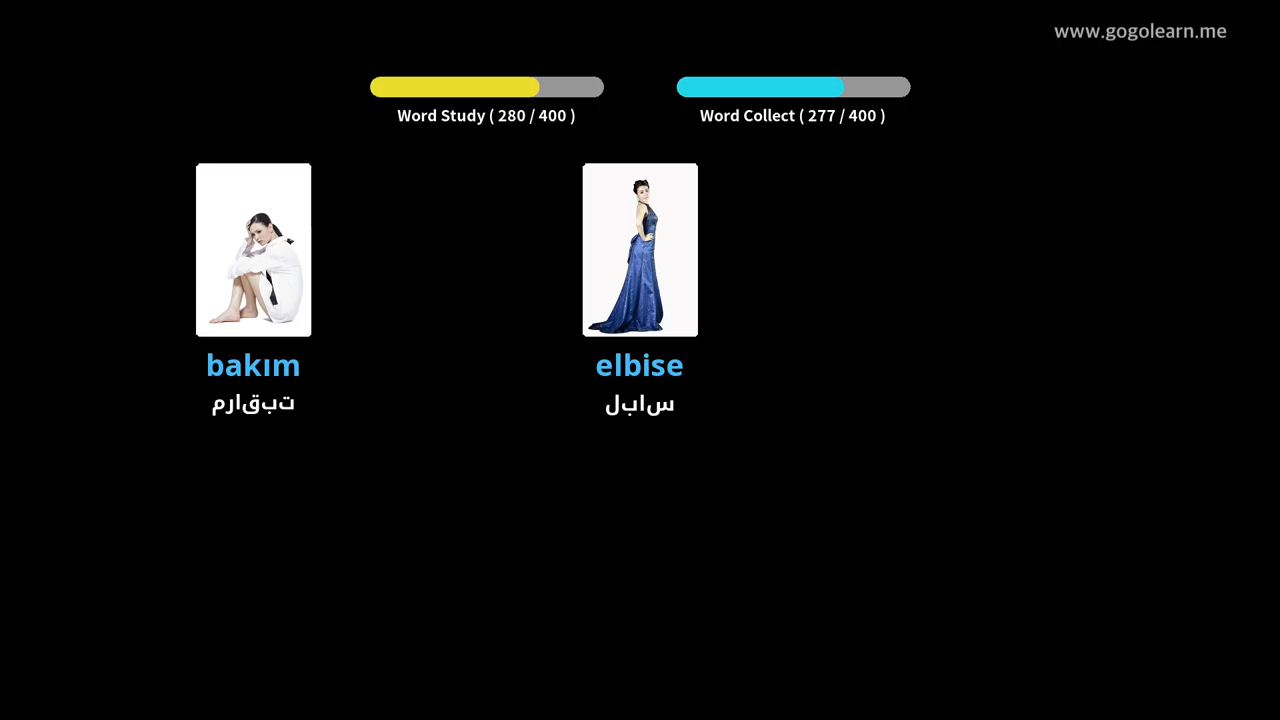 www.gogolearn.me
Word Study ( 280 / 400 )
Word Collect ( 277 / 400 )
bakım
تبقارم
elbise
سابل